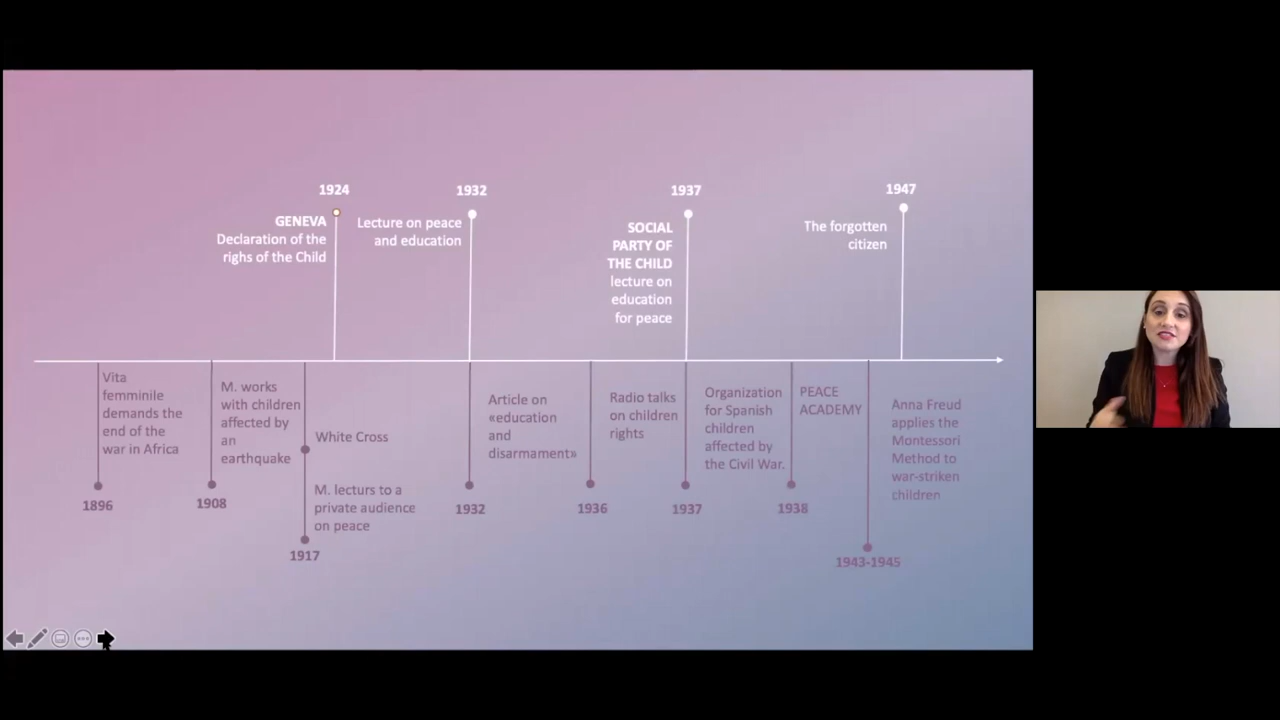 1924
GENEVA
Declaration of the
righs of the Child
1932
Lecture on peace
and education
1937
SOCIAL
PARTY OF
THE CHILD
lecture on
education
for peace
1947
The forgotten
citizen
Vita
femminile
demands the
end of the
war in Africa
1896
M. works
with children
affected by
an
earthquake
1908
White Cross
M. lecturs to a
private audience
on peace
1917
Article on
«education
and
disarmament»
1932
1936
Radio talks
on children
rights
1937
Organization
for Spanish
children
affected by
the Civil War.
1938
PEACE
ACADEMY
1943-1945
Anna Freud
applies the
Montessori
Method to
war-striken
children